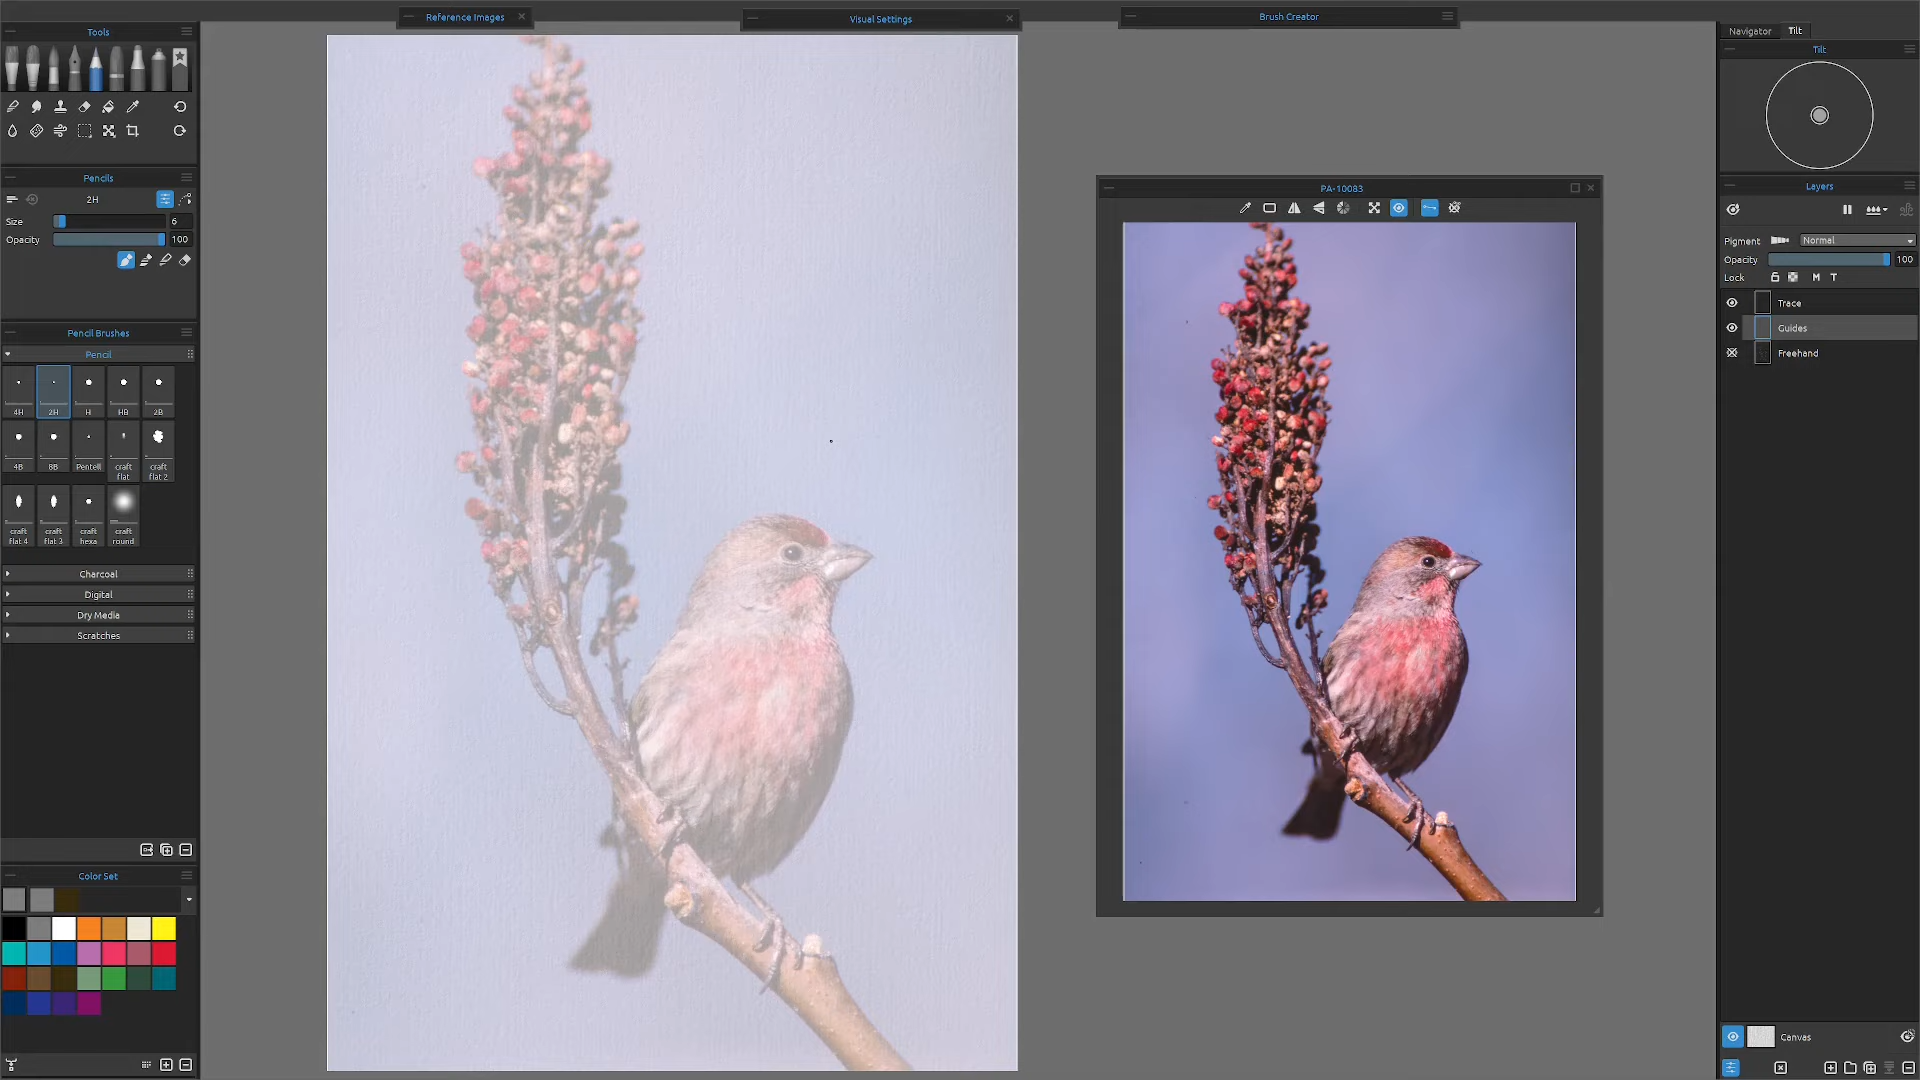 Reference Images
Visual Settings
Brush Creator
Tools
Pencils
2H
Size 6
Opacity 100
Pencil Brushes
Pencil
4H 2H H HB 2B
4B 8B Pentell craft flat craft flat 2
craft flat 4 craft flat 3 craft hexa craft round
Charcoal
Digital
Dry Media
Scratches
Color Set
PA-10083
Navigator Tilt
Tilt
Layers
Pigment Normal
Opacity 100
Lock M T
Trace
Guides
Freehand
Canvas